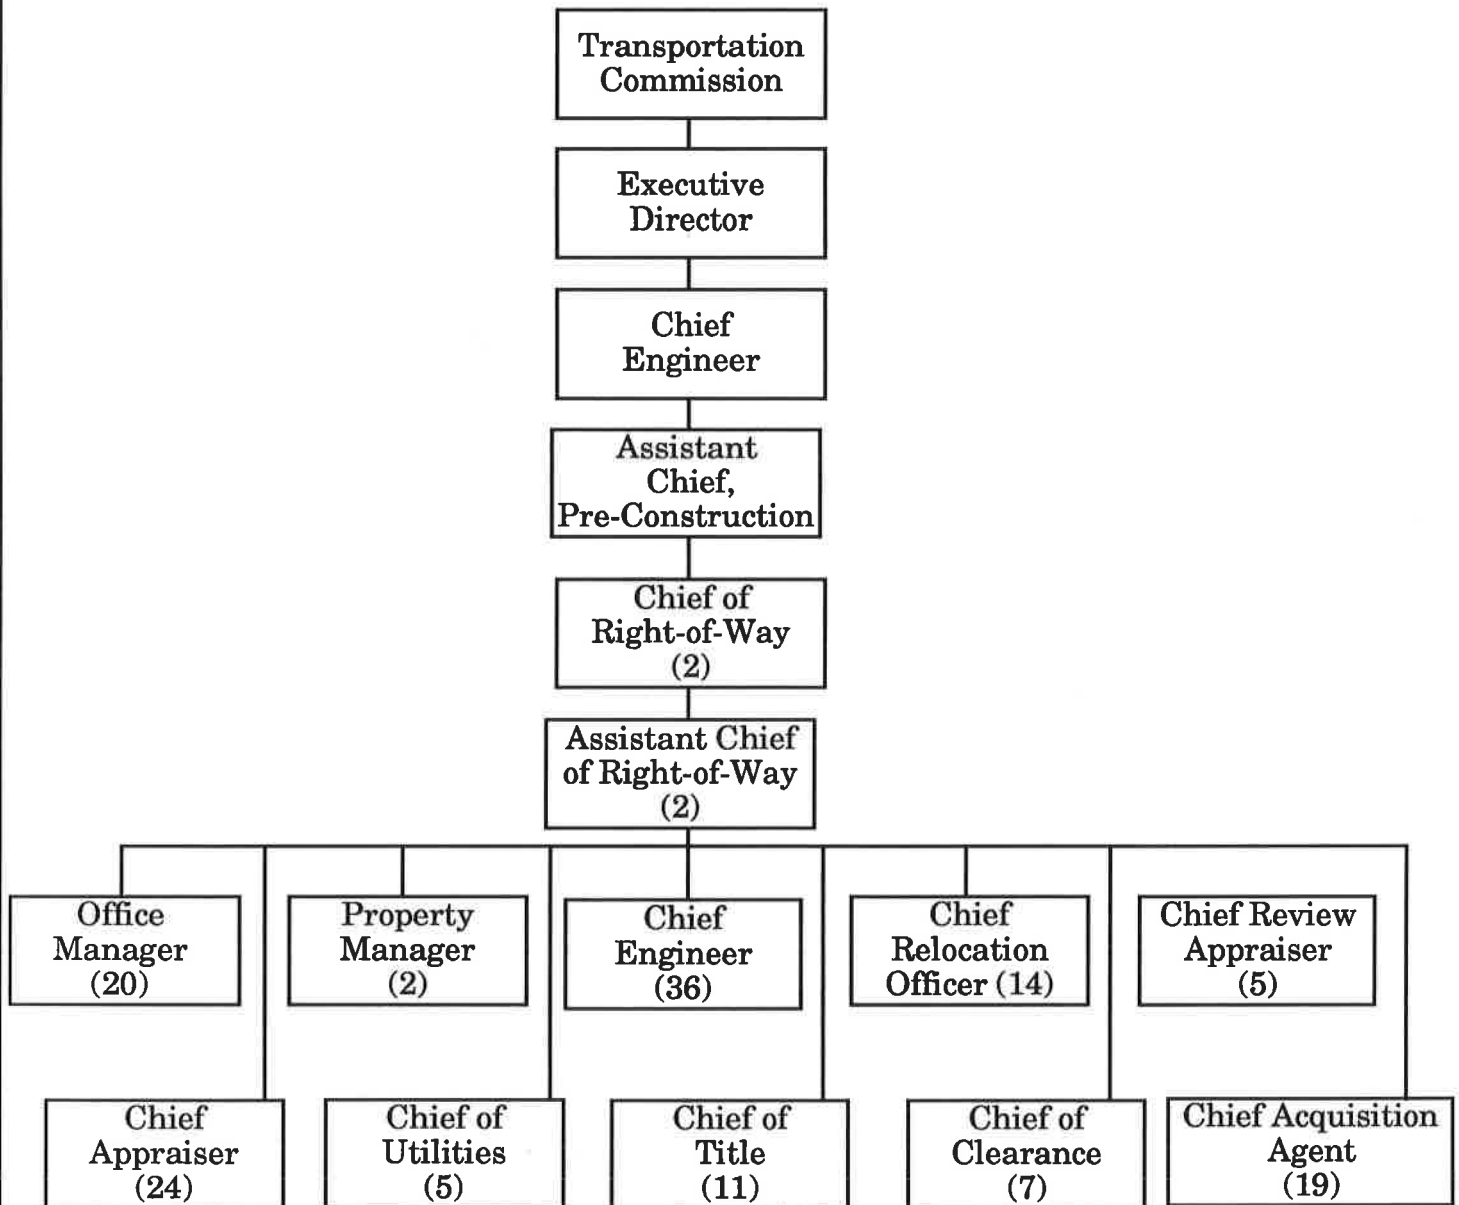 Transportation
Commission
Executive
Director
Chief
Engineer
Assistant
Chief,
Pre-Construction
Chief of
Right-of-Way
(2)
Assistant Chief
of Right-of-Way
(2)
Office
Manager
(20)
Property
Manager
(2)
Chief
Engineer
(36)
Chief
Relocation
Officer (14)
Chief Review
Appraiser
(5)
Chief
Appraiser
(24)
Chief of
Utilities
(5)
Chief of
Title
(11)
Chief of
Clearance
(7)
Chief Acquisition
Agent
(19)